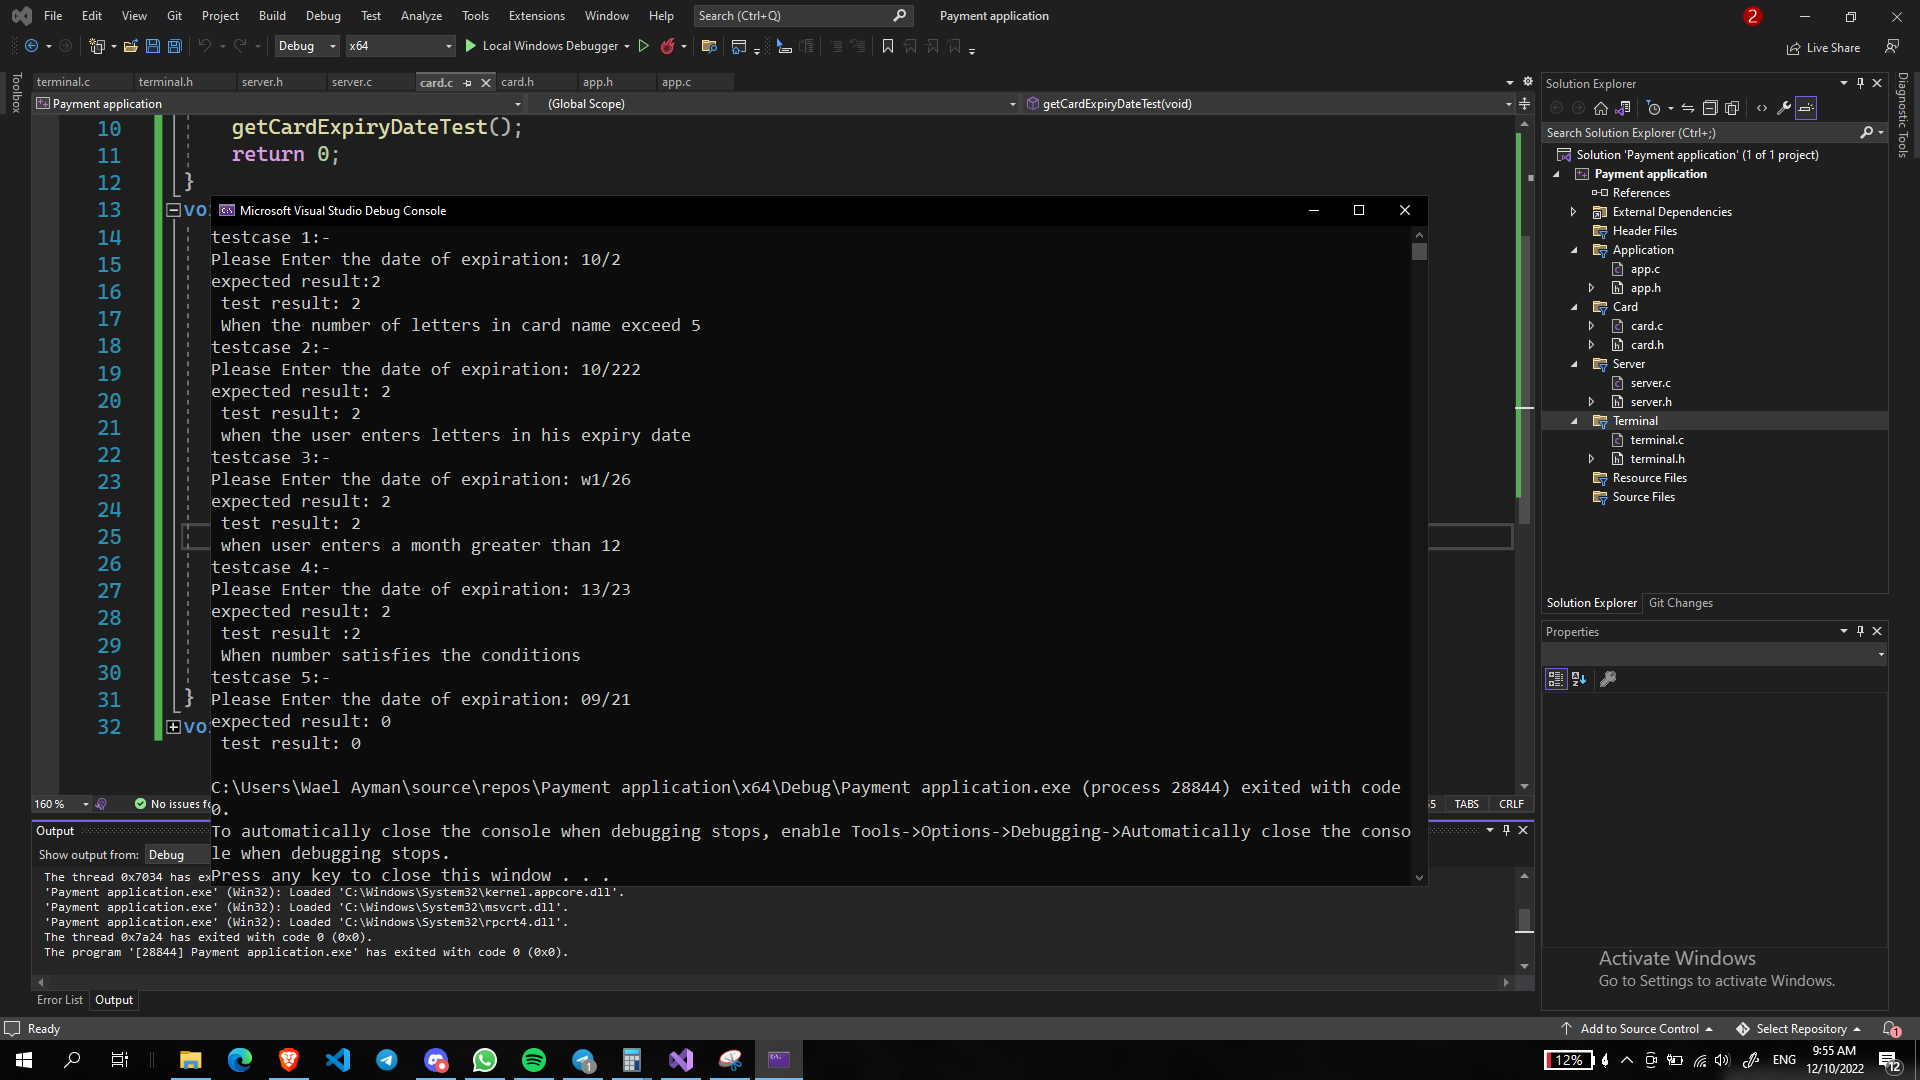 File Edit View Git Project Build Debug Test Analyze Tools Extensions Window Help Search (Ctrl+Q) Payment application 2
Debug x64 Local Windows Debugger Live Share
Toolbox
terminal.c terminal.h server.h server.c card.c card.h app.h app.c
Payment application (Global Scope) getCardExpiryDateTest(void)
10 getCardExpiryDateTest();
11 return 0;
12 }
13 vo
14
15
16
17
18
19
20
21
22
23
24
25
26
27
28
29
30
31 }
32 vo
Microsoft Visual Studio Debug Console
testcase 1:-
Please Enter the date of expiration: 10/2
expected result:2
test result: 2
When the number of letters in card name exceed 5
testcase 2:-
Please Enter the date of expiration: 10/222
expected result: 2
test result: 2
when the user enters letters in his expiry date
testcase 3:-
Please Enter the date of expiration: w1/26
expected result: 2
test result: 2
when user enters a month greater than 12
testcase 4:-
Please Enter the date of expiration: 13/23
expected result: 2
test result :2
When number satisfies the conditions
testcase 5:-
Please Enter the date of expiration: 09/21
expected result: 0
test result: 0
C:\Users\Wael Ayman\source\repos\Payment application\x64\Debug\Payment application.exe (process 28844) exited with code
0.
To automatically close the console when debugging stops, enable Tools->Options->Debugging->Automatically close the conso
le when debugging stops.
Press any key to close this window . . .
160 % No issues fo 55 TABS CRLF
Output
Show output from: Debug
The thread 0x7034 has ex
'Payment application.exe' (Win32): Loaded 'C:\Windows\System32\kernel.appcore.dll'.
'Payment application.exe' (Win32): Loaded 'C:\Windows\System32\msvcrt.dll'.
'Payment application.exe' (Win32): Loaded 'C:\Windows\System32\rpcrt4.dll'.
The thread 0x7a24 has exited with code 0 (0x0).
The program '[28844] Payment application.exe' has exited with code 0 (0x0).
Error List Output
Solution Explorer
Search Solution Explorer (Ctrl+;)
Solution 'Payment application' (1 of 1 project)
Payment application
References
External Dependencies
Header Files
Application
app.c
app.h
Card
card.c
card.h
Server
server.c
server.h
Terminal
terminal.c
terminal.h
Resource Files
Source Files
Solution Explorer Git Changes
Properties
Diagnostic Tools
Activate Windows
Go to Settings to activate Windows.
Ready Add to Source Control Select Repository 1
1 12% ENG 9:55 AM
12/10/2022 12